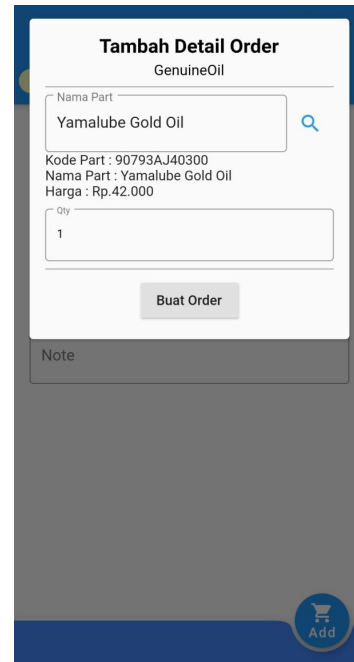 Tambah Detail Order
GenuineOil
Nama Part
Yamalube Gold Oil
Kode Part : 90793AJ40300
Nama Part : Yamalube Gold Oil
Harga : Rp.42.000
Qty
1
Buat Order
Note
Add